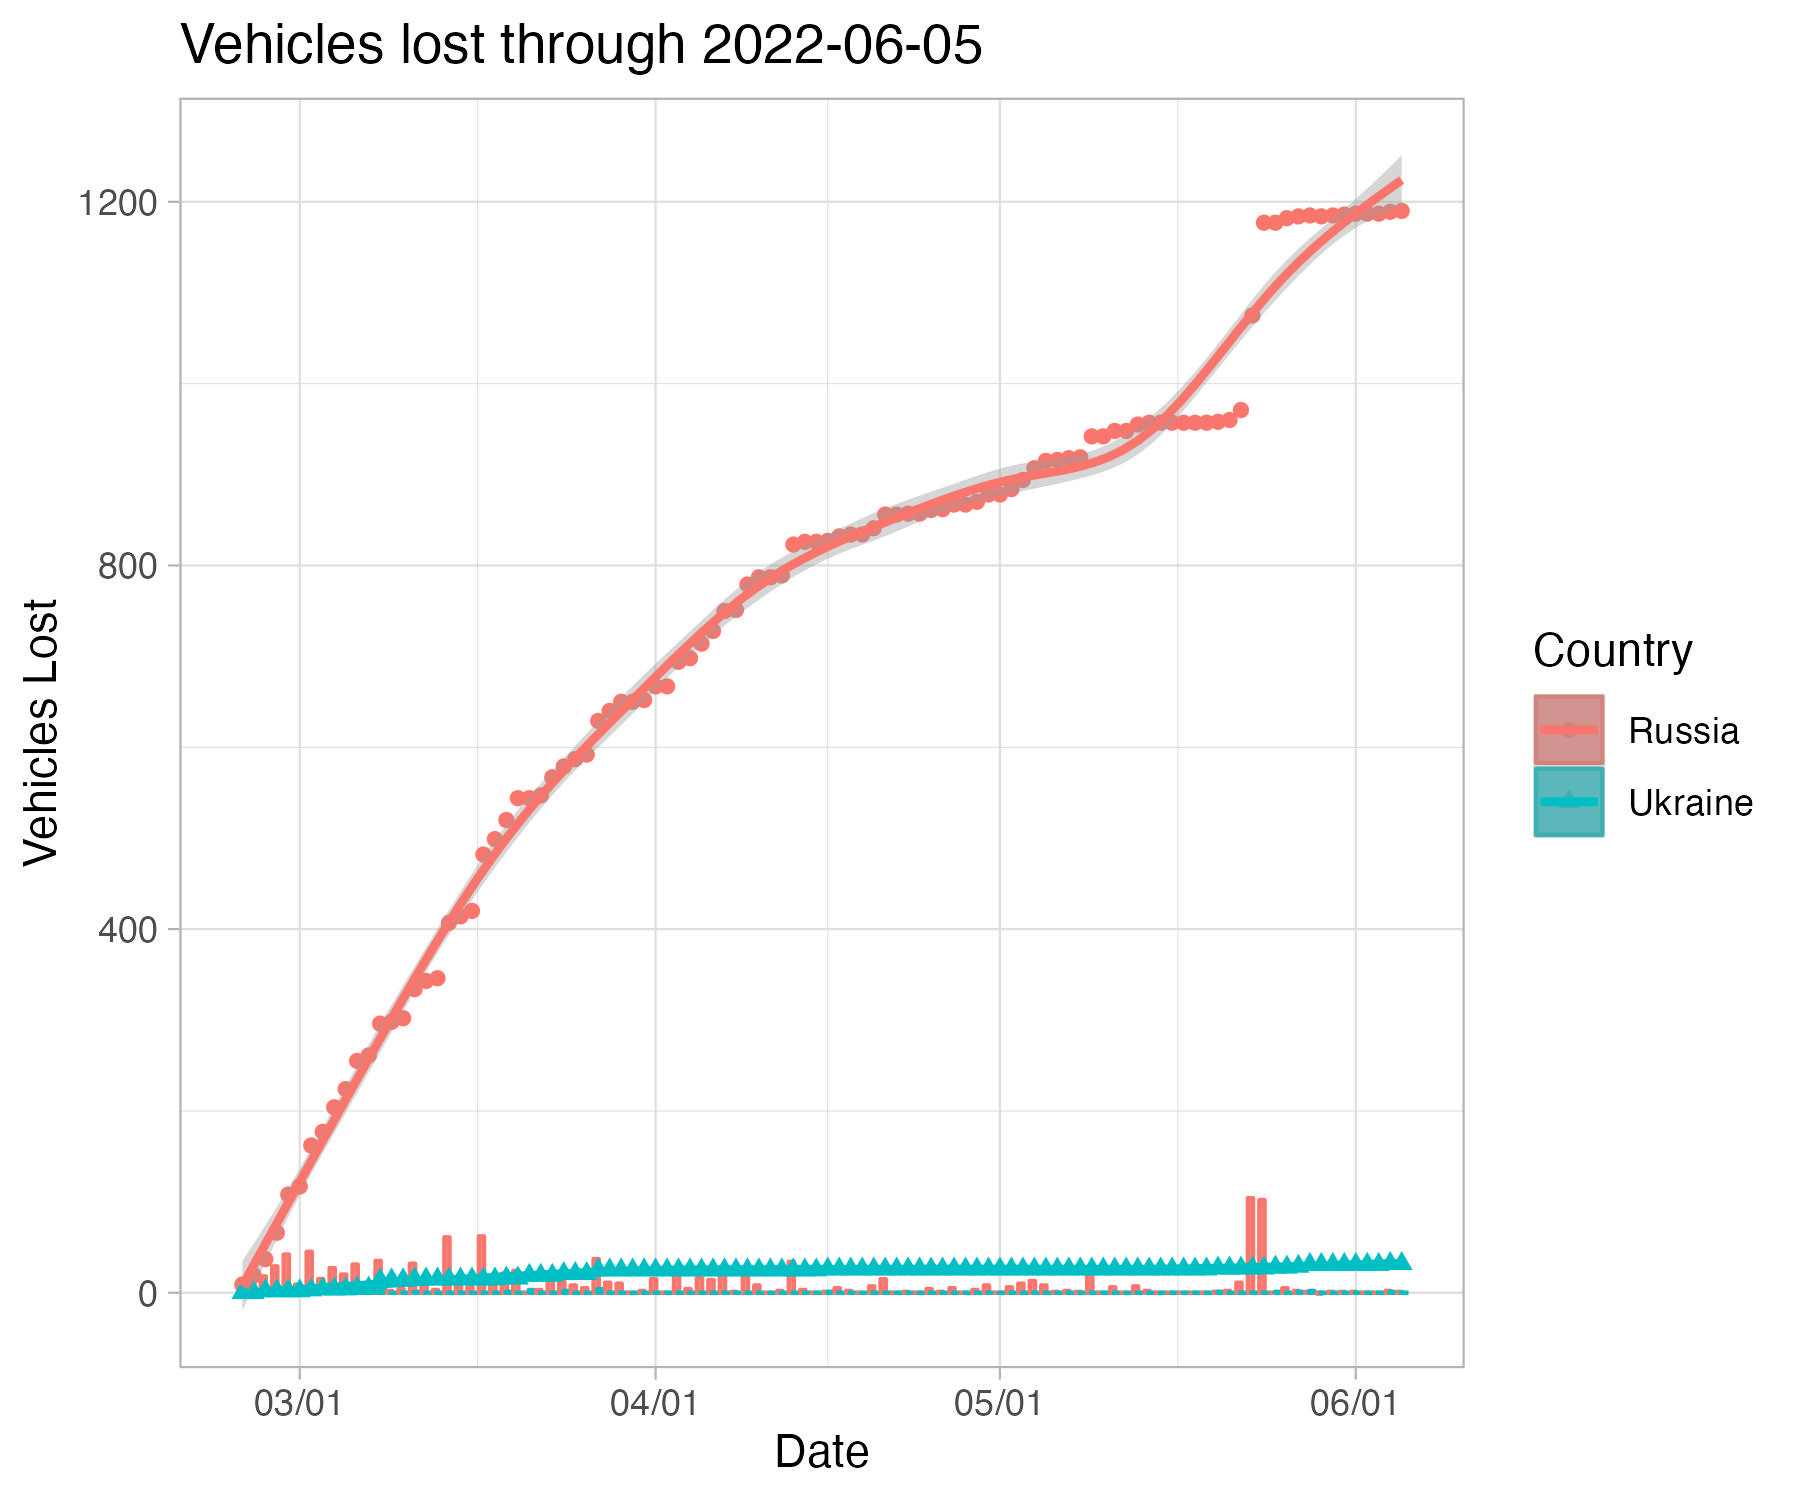 Vehicles lost through 2022-06-05
1200
800
400
0
Vehicles Lost
03/01
04/01
05/01
06/01
Date
Country
Russia
Ukraine